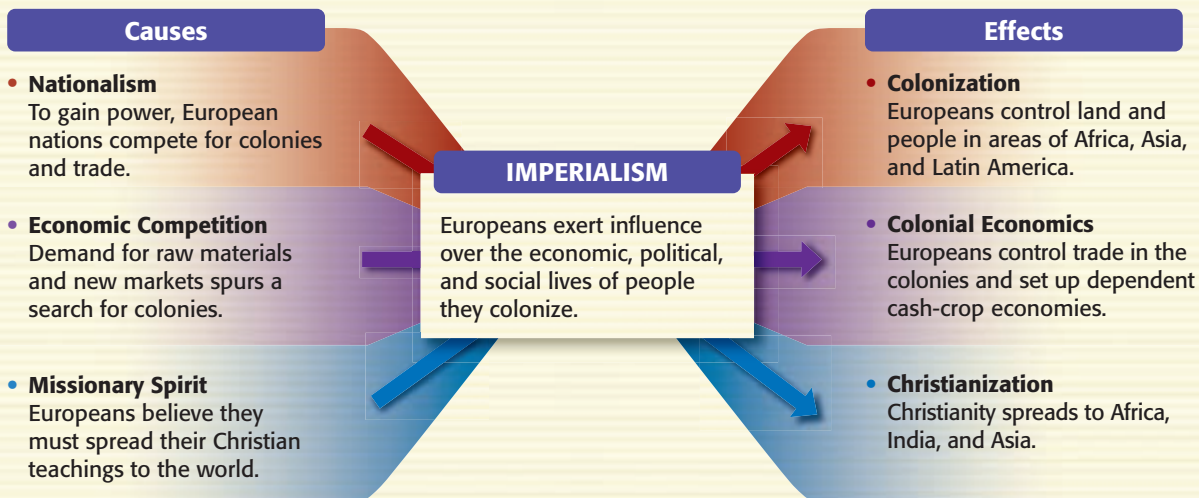 Causes
• Nationalism
To gain power, European
nations compete for colonies
and trade.
• Economic Competition
Demand for raw materials
and new markets spurs a
search for colonies.
• Missionary Spirit
Europeans believe they
must spread their Christian
teachings to the world.
IMPERIALISM
Europeans exert influence
over the economic, political,
and social lives of people
they colonize.
Effects
• Colonization
Europeans control land and
people in areas of Africa, Asia,
and Latin America.
• Colonial Economics
Europeans control trade in the
colonies and set up dependent
cash-crop economies.
• Christianization
Christianity spreads to Africa,
India, and Asia.